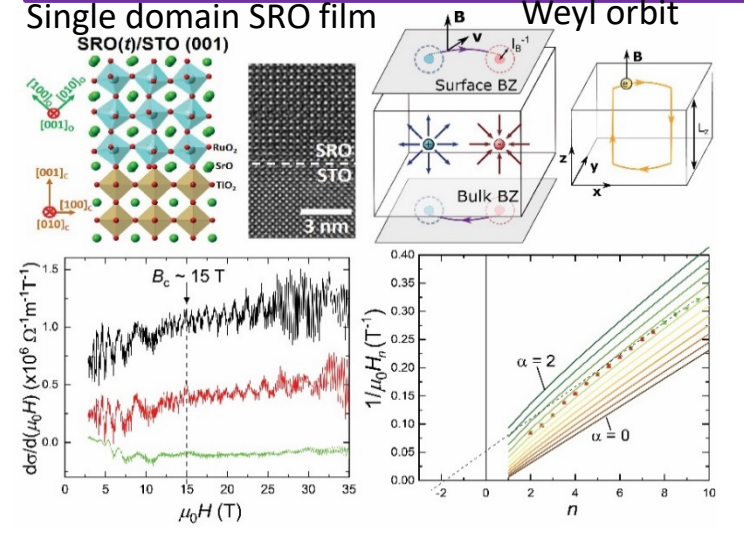 Single domain SRO film
Weyl orbit
SRO(t)/STO (001)
[100]O
[010]O
[001]O
[001]C
[100]C
[010]C
RuO2
SrO
TiO2
SRO
STO
3 nm
B
v
lB-1
Surface BZ
Bulk BZ
z
y
x
B
e
Lz
dσ/d(μ0H) (x10^6 Ω-1m-1T-1)
1.5
1.0
0.5
0.0
Bc ~ 15 T
0 5 10 15 20 25 30 35
μ0H (T)
1/μ0Hn (T-1)
0.40
0.35
0.30
0.25
0.20
0.15
0.10
0.05
0.00
α = 2
α = 0
-2 0 2 4 6 8 10
n